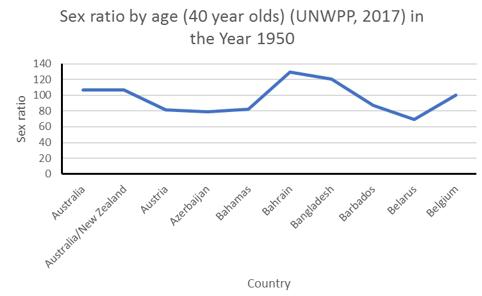 Sex ratio by age (40 year olds) (UNWPP, 2017) in
the Year 1950
Sex ratio
140
120
100
80
60
40
20
0
Australia
Australia/New Zealand
Austria
Azerbaijan
Bahamas
Bahrain
Bangladesh
Barbados
Belarus
Belgium
Country